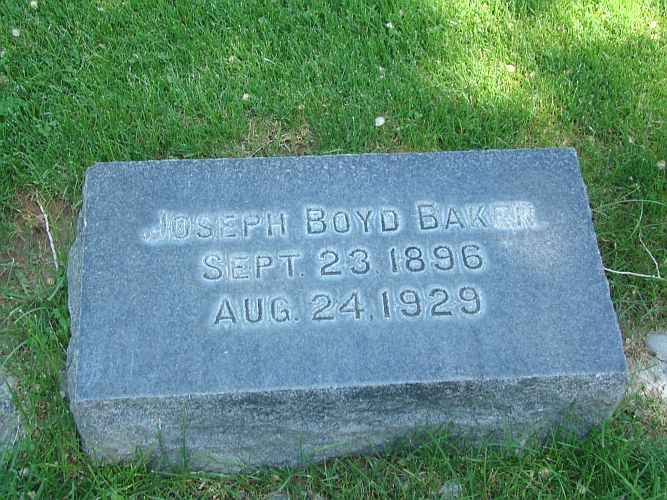 Joseph Boyd Baker
Sept. 23, 1896
Aug. 24, 1929